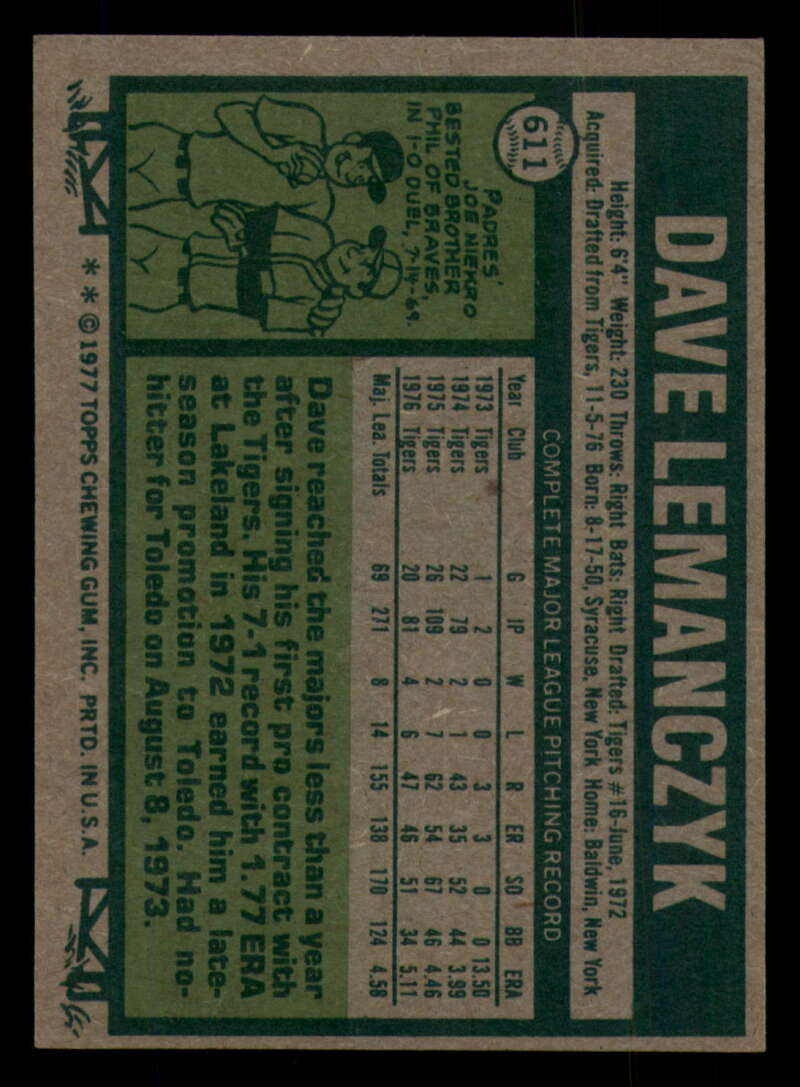 611
DAVE LEMANCZYK
Height: 6'4" Weight: 230 Throws: Right Bats: Right Drafted: Tigers #16-June, 1972
Acquired: Drafted from Tigers, 11-5-76 Born: 8-17-50, Syracuse, New York Home: Baldwin, New York
PADRES'
JOE NIEKRO
BESTED BROTHER
PHIL OF BRAVES,
IN 1-0 DUEL, 7-14-69.
COMPLETE MAJOR LEAGUE PITCHING RECORD
Year Club G IP W L R ER SO BB ERA
1973 Tigers 1 2 0 0 3 3 0 0 13.50
1974 Tigers 22 79 2 1 43 35 52 44 3.99
1975 Tigers 26 109 2 7 62 54 67 46 4.46
1976 Tigers 20 81 4 6 47 46 51 34 5.11
Maj. Lea. Totals 69 271 8 14 155 138 170 124 4.58
Dave reached the majors less than a year
after signing his first pro contract with
the Tigers. His 7-1 record with 1.77 ERA
at Lakeland in 1972 earned him a late-
season promotion to Toledo. Had no-
hitter for Toledo on August 8, 1973.
* * © 1977 TOPPS CHEWING GUM, INC. PRTD. IN U.S.A.